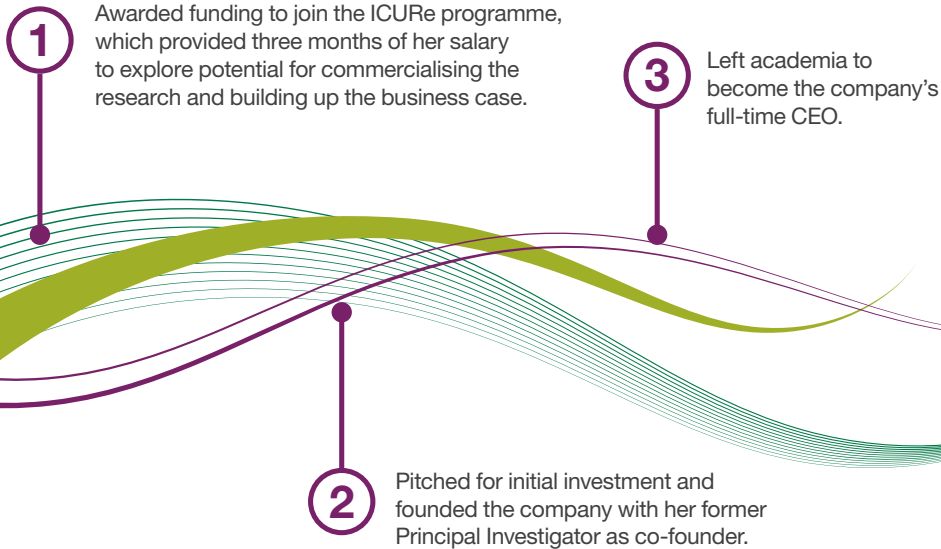 1
Awarded funding to join the ICURe programme,
which provided three months of her salary
to explore potential for commercialising the
research and building up the business case.
2
Pitched for initial investment and
founded the company with her former
Principal Investigator as co-founder.
3
Left academia to
become the company's
full-time CEO.